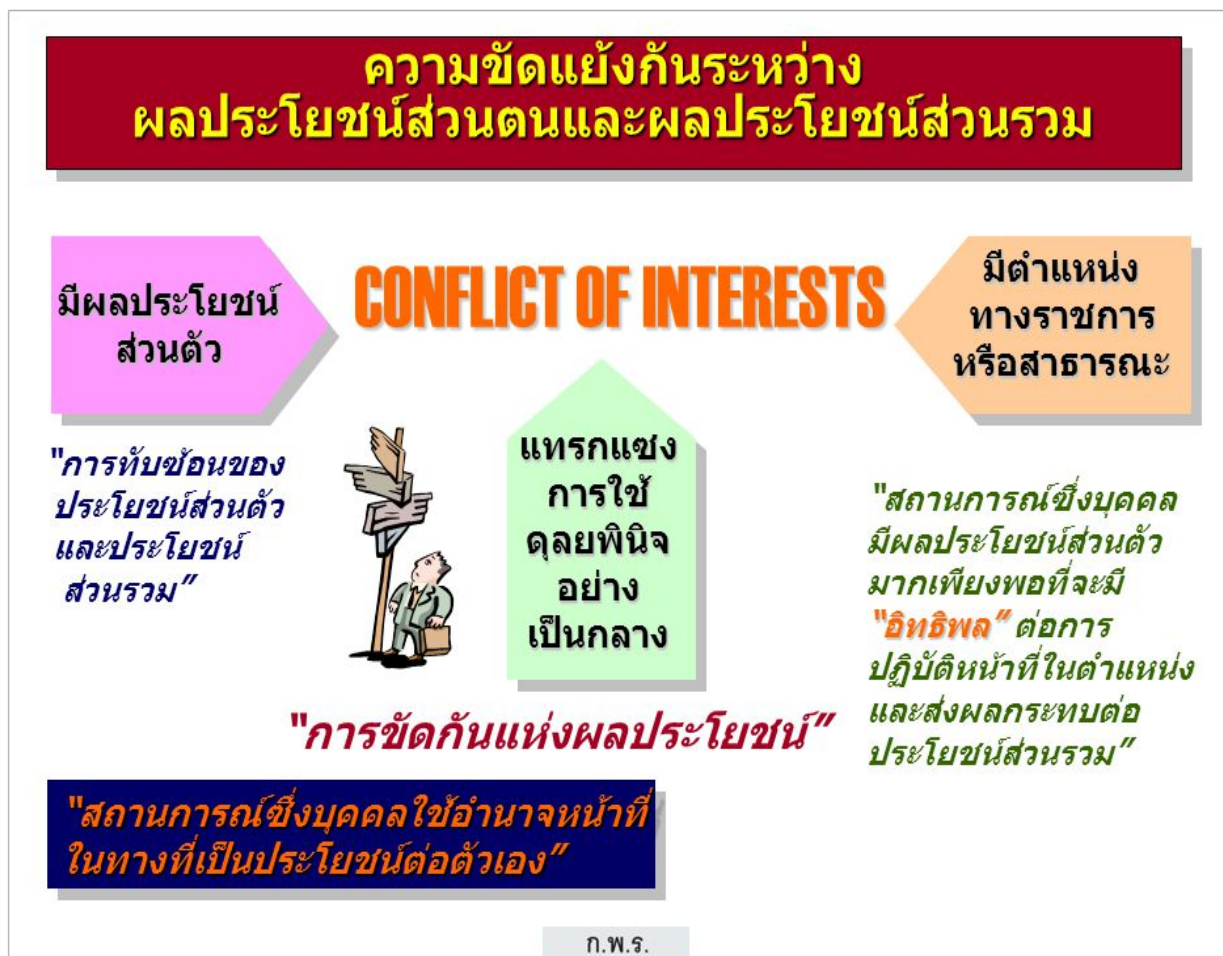 ความขัดแย้งกันระหว่าง
ผลประโยชน์ส่วนตนและผลประโยชน์ส่วนรวม
มีผลประโยชน์
ส่วนตัว
CONFLICT OF INTERESTS
มีตำแหน่ง
ทางราชการ
หรือสาธารณะ
"การทับซ้อนของ
ประโยชน์ส่วนตัว
และประโยชน์
ส่วนรวม"
แทรกแซง
การใช้
ดุลยพินิจ
อย่าง
เป็นกลาง
"สถานการณ์ซึ่งบุคคล
มีผลประโยชน์ส่วนตัว
มากเพียงพอที่จะมี
"อิทธิพล" ต่อการ
ปฏิบัติหน้าที่ในตำแหน่ง
และส่งผลกระทบต่อ
ประโยชน์ส่วนรวม"
"การขัดกันแห่งผลประโยชน์"
"สถานการณ์ซึ่งบุคคลใช้อำนาจหน้าที่
ในทางที่เป็นประโยชน์ต่อตัวเอง"
ก.พ.ร.